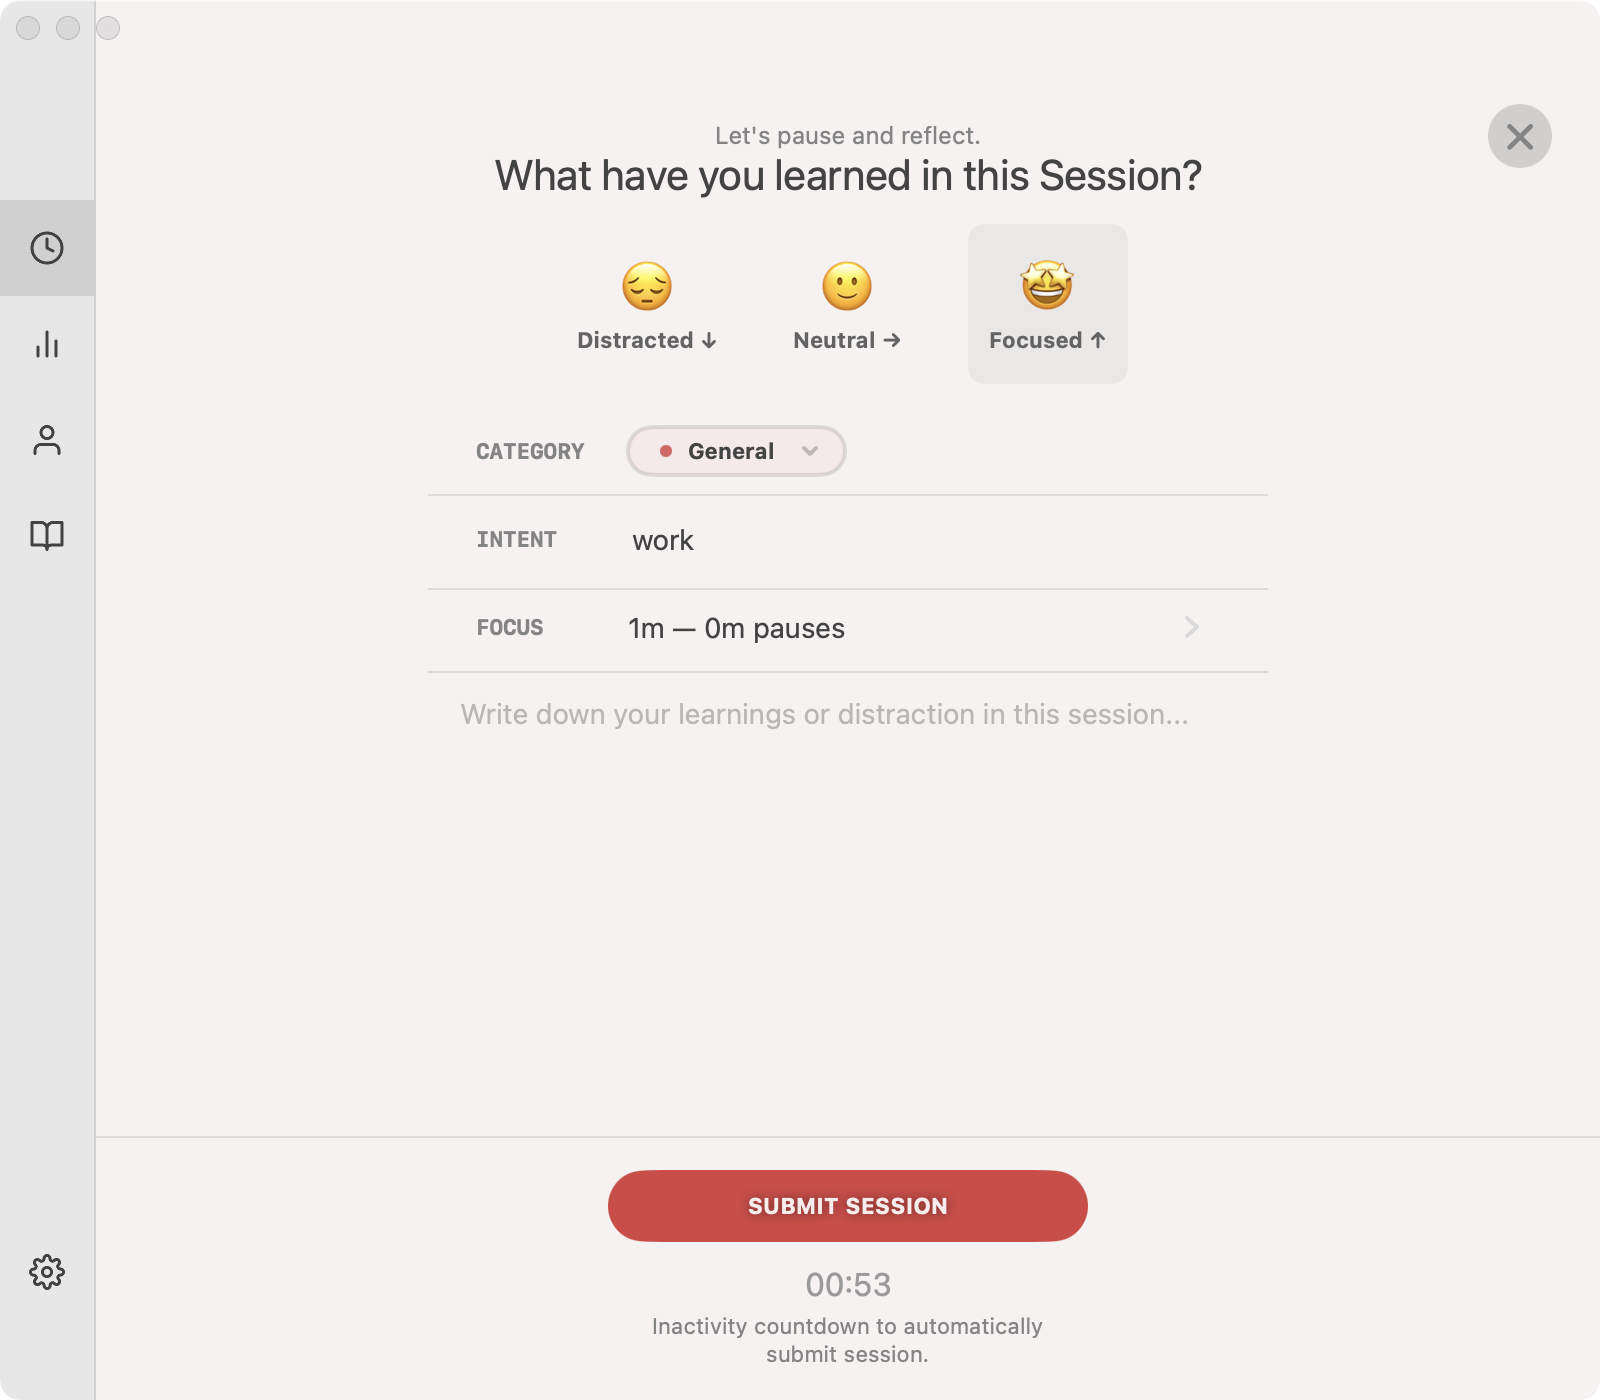 Let's pause and reflect.
What have you learned in this Session?
Distracted ↓
Neutral →
Focused ↑
CATEGORY
General
INTENT
work
FOCUS
1m — 0m pauses
Write down your learnings or distraction in this session...
SUBMIT SESSION
00:53
Inactivity countdown to automatically
submit session.